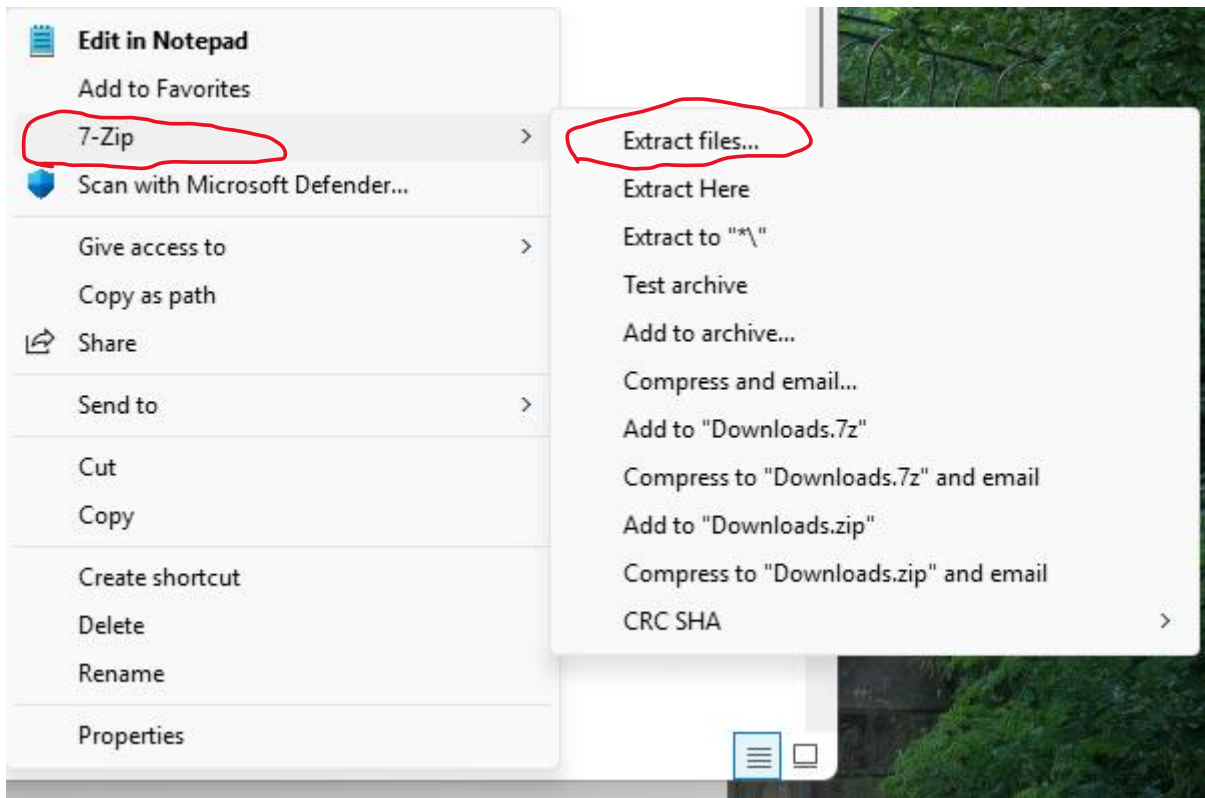 Edit in Notepad
Add to Favorites
7-Zip
Scan with Microsoft Defender...
Give access to
Copy as path
Share
Send to
Cut
Copy
Create shortcut
Delete
Rename
Properties
Extract files...
Extract Here
Extract to "*\"
Test archive
Add to archive...
Compress and email...
Add to "Downloads.7z"
Compress to "Downloads.7z" and email
Add to "Downloads.zip"
Compress to "Downloads.zip" and email
CRC SHA